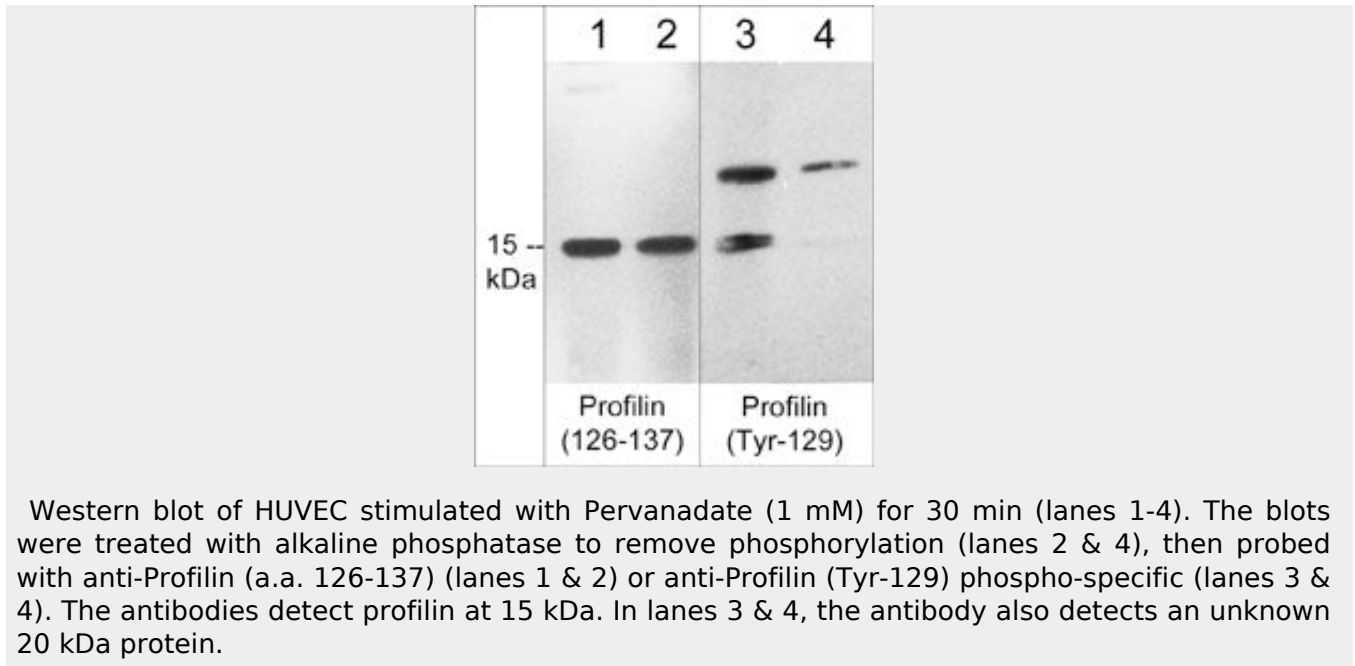 1 2 3 4
15 --
kDa
Profilin
(126-137)
Profilin
(Tyr-129)
Western blot of HUVEC stimulated with Pervanadate (1 mM) for 30 min (lanes 1-4). The blots
were treated with alkaline phosphatase to remove phosphorylation (lanes 2 & 4), then probed
with anti-Profilin (a.a. 126-137) (lanes 1 & 2) or anti-Profilin (Tyr-129) phospho-specific (lanes 3 &
4). The antibodies detect profilin at 15 kDa. In lanes 3 & 4, the antibody also detects an unknown
20 kDa protein.